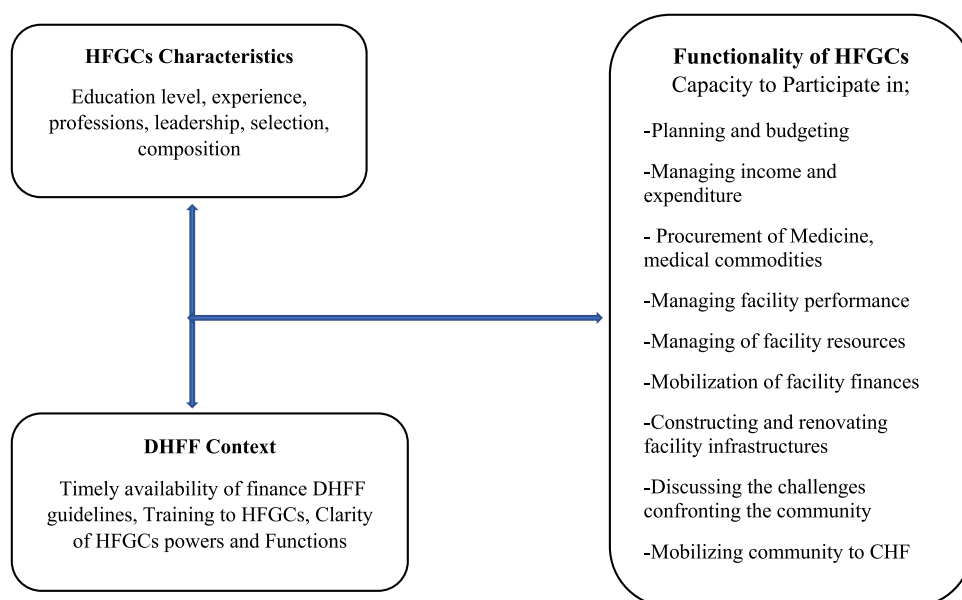 HFGCs Characteristics
Education level, experience,
professions, leadership, selection,
composition
DHFF Context
Timely availability of finance DHFF
guidelines, Training to HFGCs, Clarity
of HFGCs powers and Functions
Functionality of HFGCs
Capacity to Participate in;
-Planning and budgeting
-Managing income and
expenditure
- Procurement of Medicine,
medical commodities
-Managing facility performance
-Managing of facility resources
-Mobilization of facility finances
-Constructing and renovating
facility infrastructures
-Discussing the challenges
confronting the community
-Mobilizing community to CHF